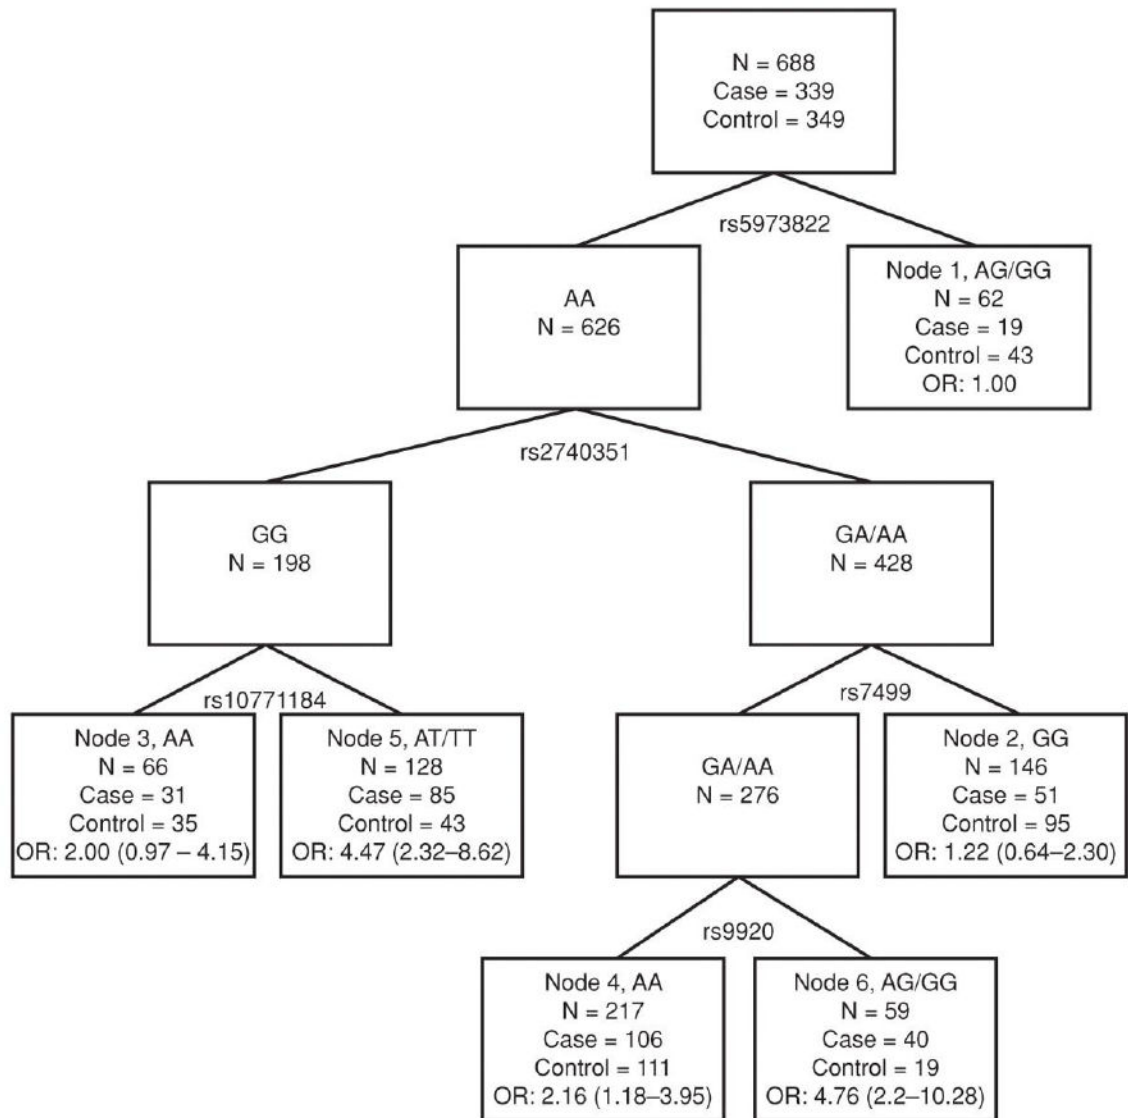 N = 688
Case = 339
Control = 349
rs5973822
AA
N = 626
Node 1, AG/GG
N = 62
Case = 19
Control = 43
OR: 1.00
rs2740351
GG
N = 198
GA/AA
N = 428
rs10771184
rs7499
Node 3, AA
N = 66
Case = 31
Control = 35
OR: 2.00 (0.97 – 4.15)
Node 5, AT/TT
N = 128
Case = 85
Control = 43
OR: 4.47 (2.32–8.62)
GA/AA
N = 276
Node 2, GG
N = 146
Case = 51
Control = 95
OR: 1.22 (0.64–2.30)
rs9920
Node 4, AA
N = 217
Case = 106
Control = 111
OR: 2.16 (1.18–3.95)
Node 6, AG/GG
N = 59
Case = 40
Control = 19
OR: 4.76 (2.2–10.28)